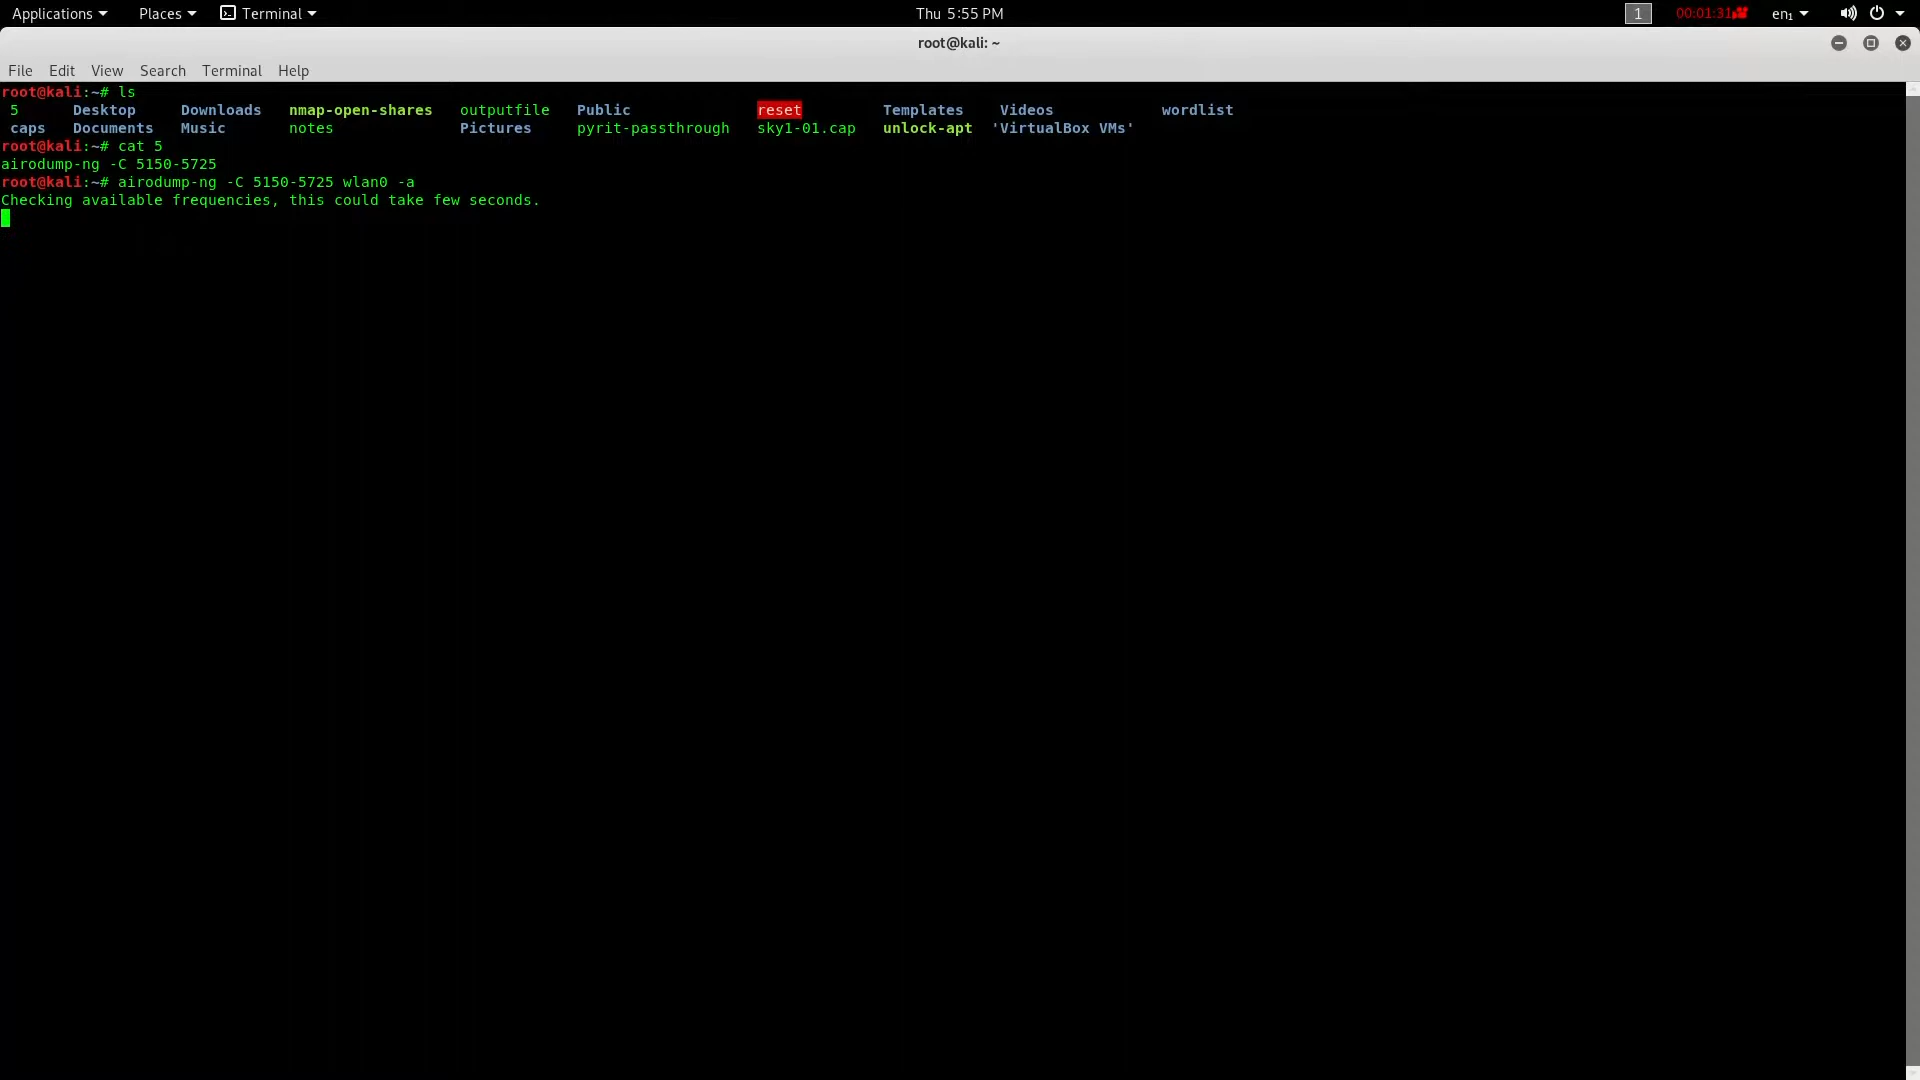 Applications Places Terminal Thu 5:55 PM 1 00:01:31 en₁
root@kali: ~
File Edit View Search Terminal Help
root@kali:~# ls
5 Desktop Downloads nmap-open-shares outputfile Public reset Templates Videos wordlist
caps Documents Music notes Pictures pyrit-passthrough sky1-01.cap unlock-apt 'VirtualBox VMs'
root@kali:~# cat 5
airodump-ng -C 5150-5725
root@kali:~# airodump-ng -C 5150-5725 wlan0 -a
Checking available frequencies, this could take few seconds.